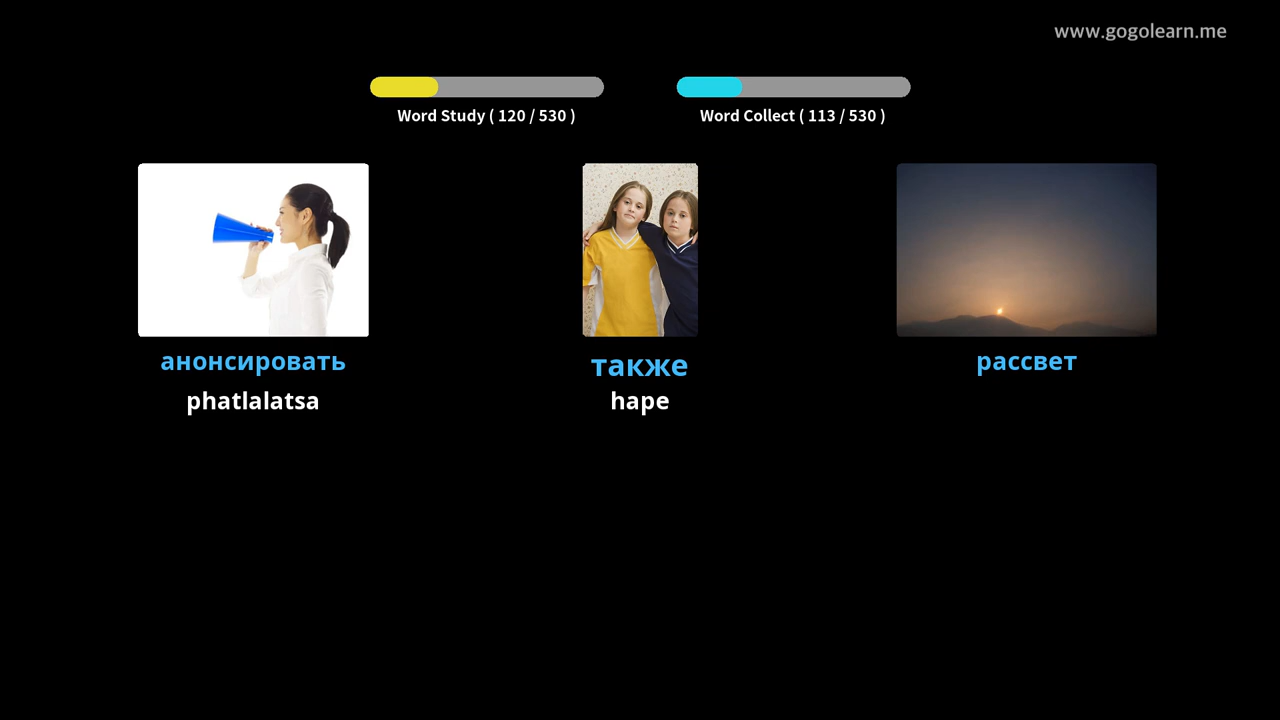 www.gogolearn.me
Word Study ( 120 / 530 )
Word Collect ( 113 / 530 )
анонсировать
phatlalatsa
также
hape
рассвет